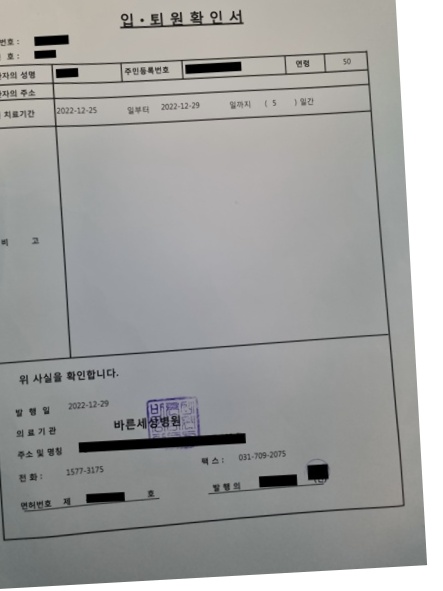 입·퇴원확인서
번호 :
호 :
자의 성명 주민등록번호 연령 50
자의 주소
치료기간 2022-12-25 일부터 2022-12-29 일까지 ( 5 ) 일간
비 고
위 사실을 확인합니다.
발 행 일 2022-12-29
의 료 기 관 바른세상병원
주소 및 명칭
전 화 : 1577-3175 팩 스 : 031-709-2075
면허번호 제 호 발 행 의